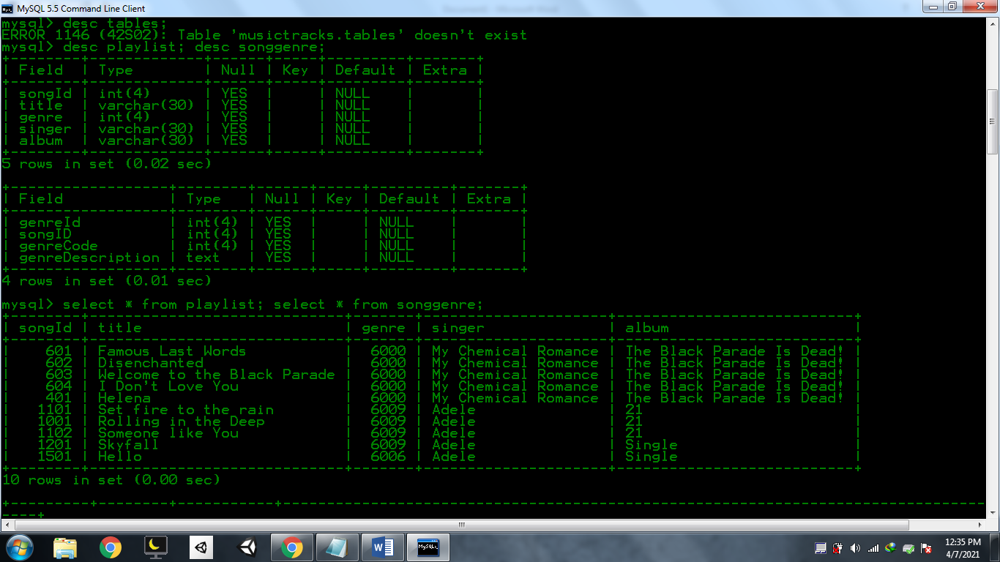 MySQL 5.5 Command Line Client
mysql> desc tables;
ERROR 1146 (42S02): Table 'musictracks.tables' doesn't exist
mysql> desc playlist; desc songgenre;
+--------+-------------+------+-----+---------+-------+
| Field  | Type        | Null | Key | Default | Extra |
+--------+-------------+------+-----+---------+-------+
| songId | int(4)      | YES  |     | NULL    |       |
| title  | varchar(30) | YES  |     | NULL    |       |
| genre  | int(4)      | YES  |     | NULL    |       |
| singer | varchar(30) | YES  |     | NULL    |       |
| album  | varchar(30) | YES  |     | NULL    |       |
+--------+-------------+------+-----+---------+-------+
5 rows in set (0.02 sec)
+------------------+--------+------+-----+---------+-------+
| Field            | Type   | Null | Key | Default | Extra |
+------------------+--------+------+-----+---------+-------+
| genreId          | int(4) | YES  |     | NULL    |       |
| songID           | int(4) | YES  |     | NULL    |       |
| genreCode        | int(4) | YES  |     | NULL    |       |
| genreDescription | text   | YES  |     | NULL    |       |
+------------------+--------+------+-----+---------+-------+
4 rows in set (0.01 sec)
mysql> select * from playlist; select * from songgenre;
+--------+-----------------------------+-------+---------------------+---------------------------+
| songId | title                       | genre | singer              | album                     |
+--------+-----------------------------+-------+---------------------+---------------------------+
|    601 | Famous Last Words           |  6000 | My Chemical Romance | The Black Parade Is Dead! |
|    602 | Disenchanted                |  6000 | My Chemical Romance | The Black Parade Is Dead! |
|    603 | Welcome to the Black Parade |  6000 | My Chemical Romance | The Black Parade Is Dead! |
|    604 | I Don't Love You            |  6000 | My Chemical Romance | The Black Parade Is Dead! |
|    401 | Helena                      |  6000 | My Chemical Romance | The Black Parade Is Dead! |
|   1101 | Set fire to the rain        |  6009 | Adele               | 21                        |
|   1001 | Rolling in the Deep         |  6009 | Adele               | 21                        |
|   1102 | Someone like You            |  6009 | Adele               | 21                        |
|   1201 | Skyfall                     |  6009 | Adele               | Single                    |
|   1501 | Hello                       |  6006 | Adele               | Single                    |
+--------+-----------------------------+-------+---------------------+---------------------------+
10 rows in set (0.00 sec)
+---------+--------+-----------+--------------------------------------------------------------------------------
----+
12:35 PM
4/7/2021